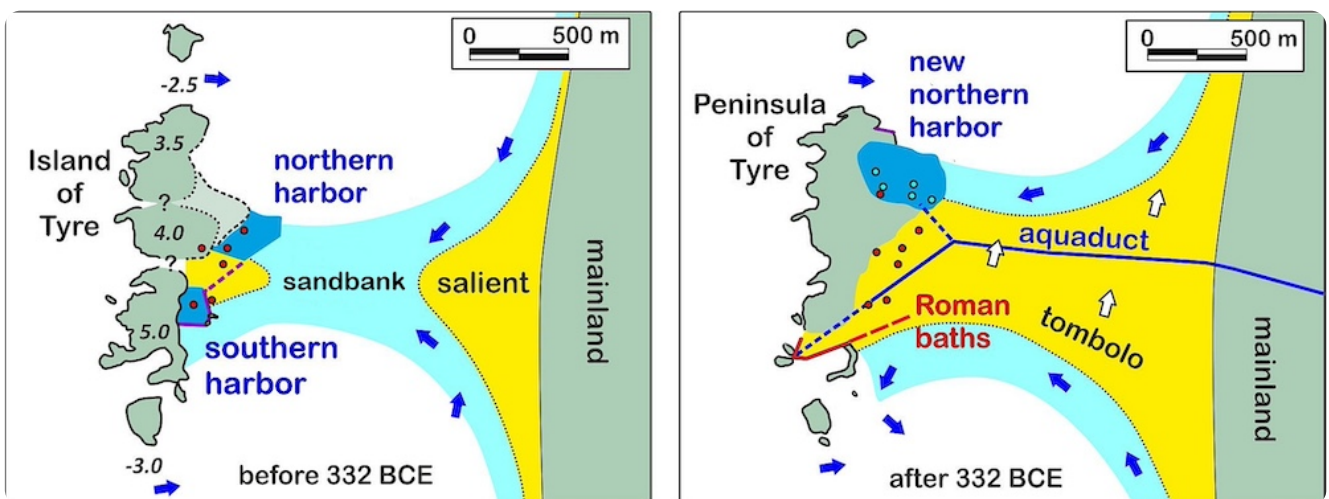 0 500 m
-2.5
3.5
Island
of
Tyre
northern
harbor
?
4.0
?
sandbank
salient
mainland
5.0
southern
harbor
-3.0
before 332 BCE
0 500 m
new
northern
harbor
Peninsula
of
Tyre
aquaduct
Roman
baths
tombolo
mainland
after 332 BCE